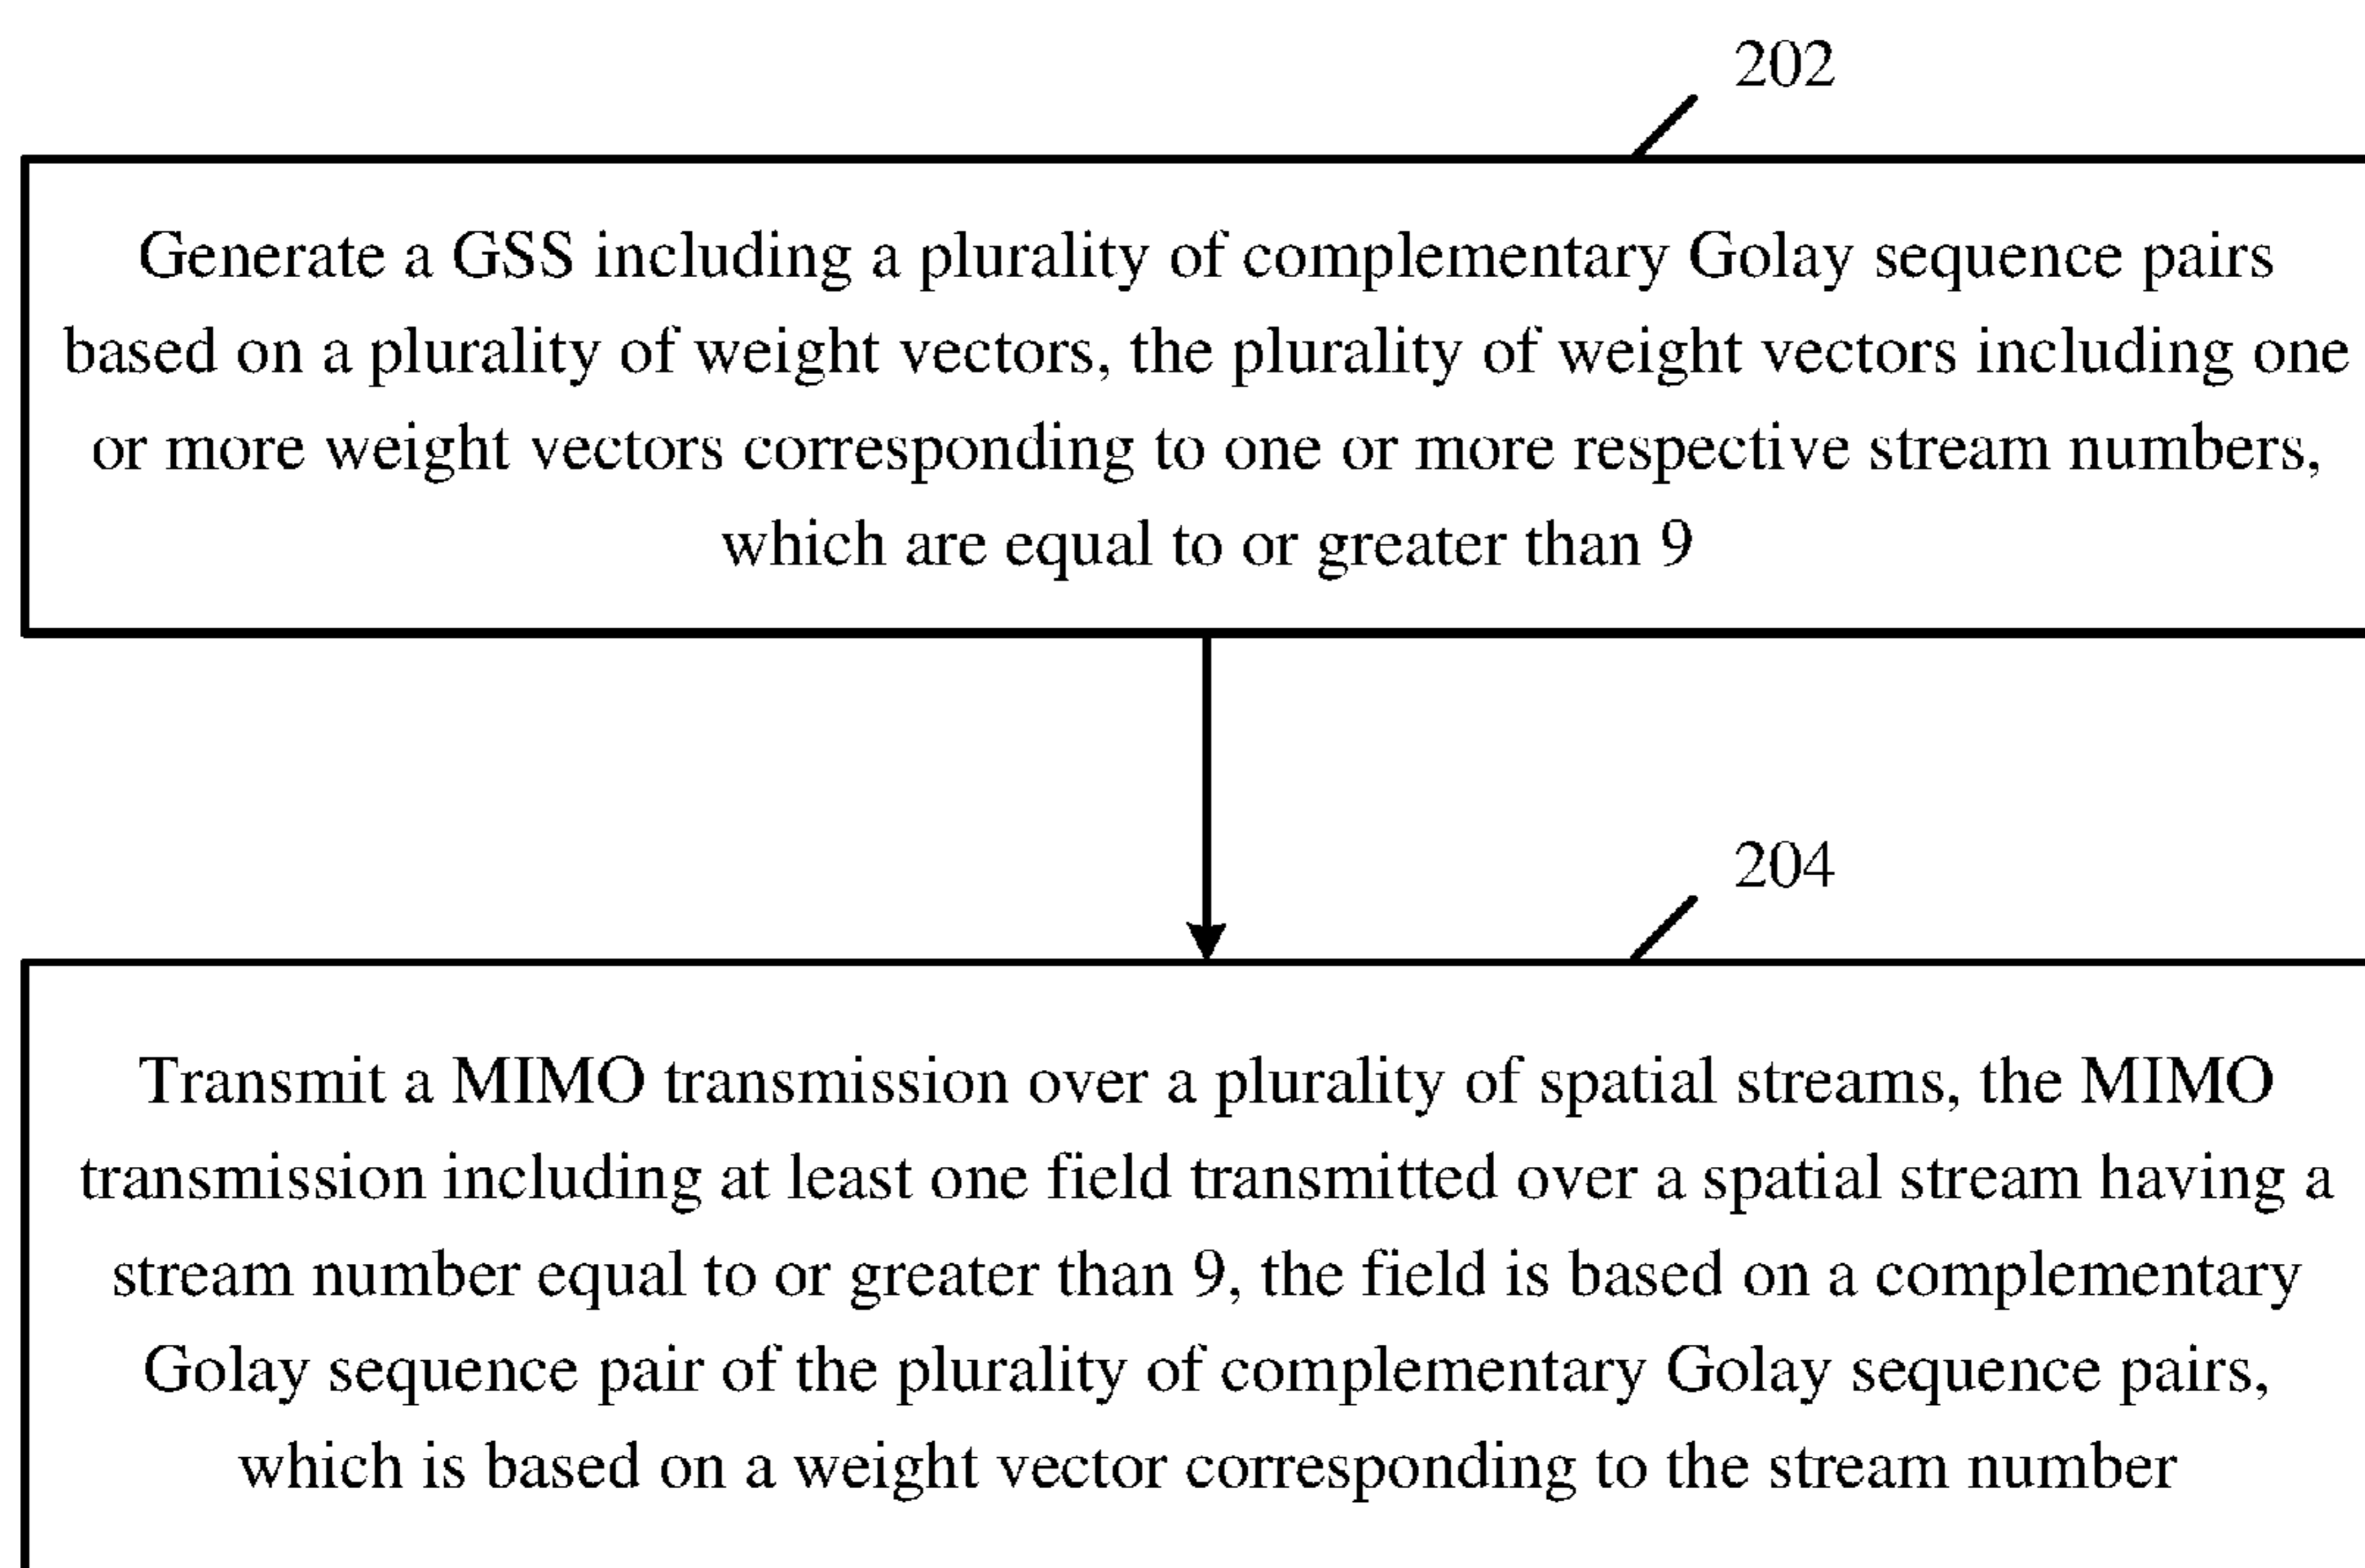 202
Generate a GSS including a plurality of complementary Golay sequence pairs
based on a plurality of weight vectors, the plurality of weight vectors including one
or more weight vectors corresponding to one or more respective stream numbers,
which are equal to or greater than 9
204
Transmit a MIMO transmission over a plurality of spatial streams, the MIMO
transmission including at least one field transmitted over a spatial stream having a
stream number equal to or greater than 9, the field is based on a complementary
Golay sequence pair of the plurality of complementary Golay sequence pairs,
which is based on a weight vector corresponding to the stream number